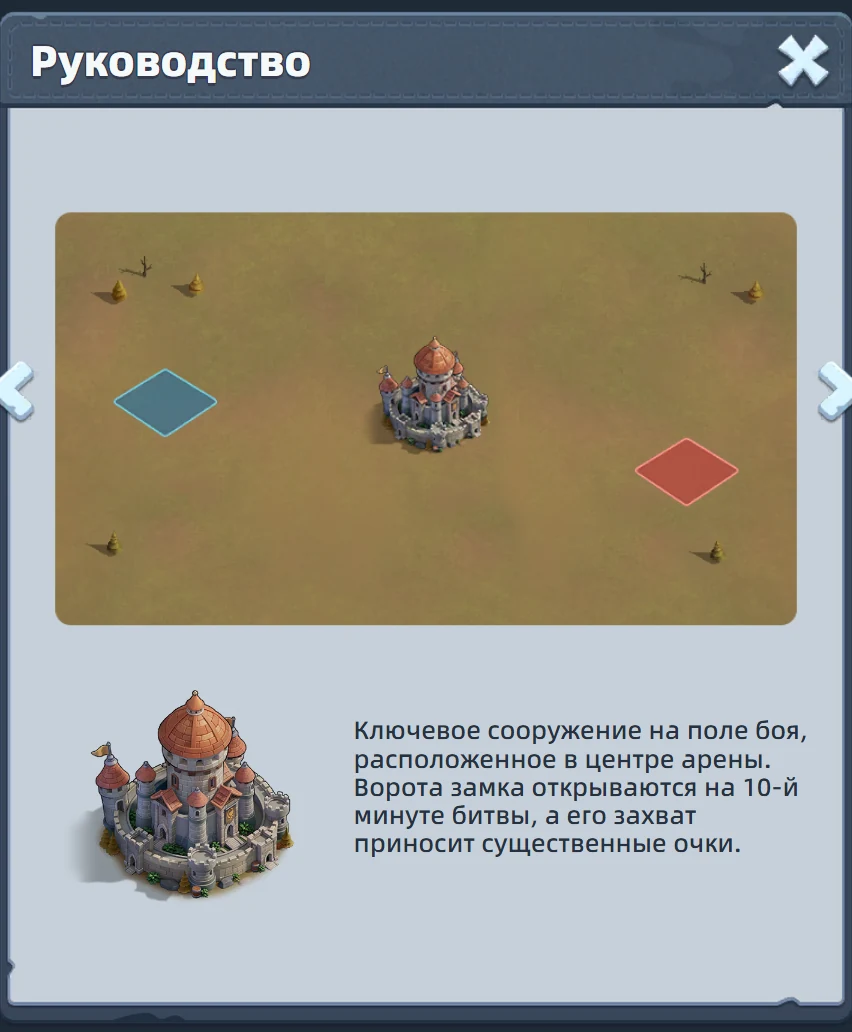 Руководство
Ключевое сооружение на поле боя,
расположенное в центре арены.
Ворота замка открываются на 10-й
минуте битвы, а его захват
приносит существенные очки.